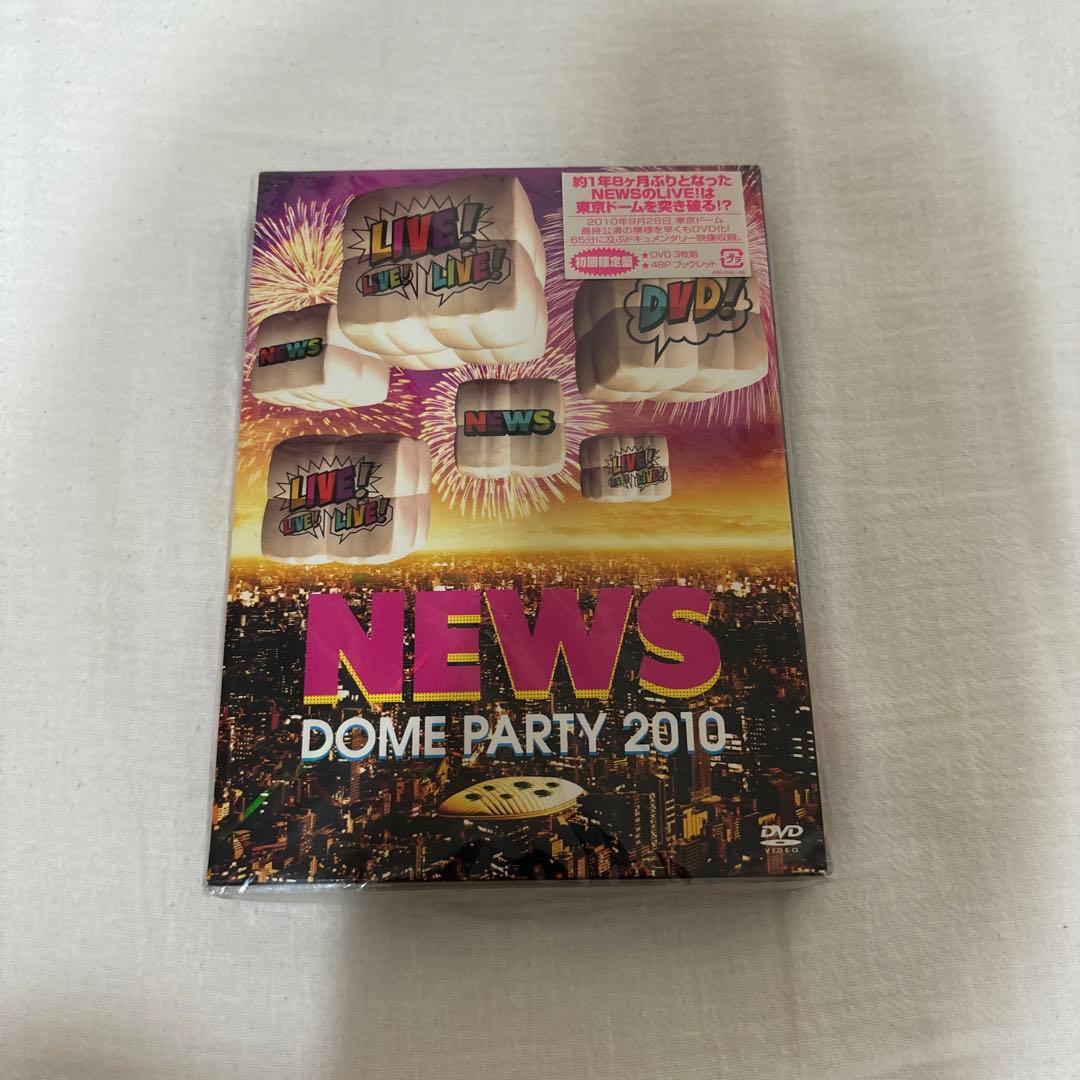 約1年8ヶ月ぶりとなった
NEWSのLIVE!は
東京ドームを突き破る!?
2010年9月28日 東京ドーム
最終公演の模様を早くもDVD化!
65分に及ぶドキュメンタリー映像収録。
初回限定盤
★DVD 3枚組
★48P ブックレット
プラ
LIVE!
LIVE!! LIVE!
DVD!
NEWS
NEWS
LIVE!
LIVE!! LIVE!
LIVE!
LIVE!! LIVE!
NEWS
DOME PARTY 2010
DVD
VIDEO